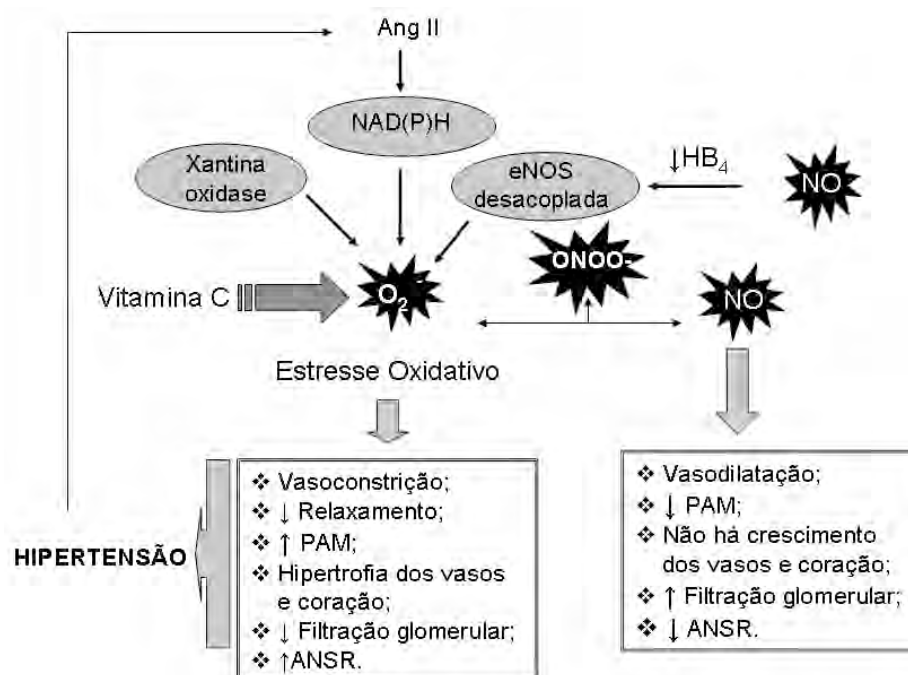 Ang II
NAD(P)H
Xantina
oxidase
eNOS
desacoplada
↓HB4
NO
ONOO-
Vitamina C
O2-
NO
Estresse Oxidativo
❖ Vasoconstrição;
❖ ↓ Relaxamento;
❖ ↑ PAM;
❖ Hipertrofia dos vasos
e coração;
❖ ↓ Filtração glomerular;
❖ ↑ANSR.
HIPERTENSÃO
❖ Vasodilatação;
❖ ↓ PAM;
❖ Não há crescimento
dos vasos e coração;
❖ ↑ Filtração glomerular;
❖ ↓ ANSR.